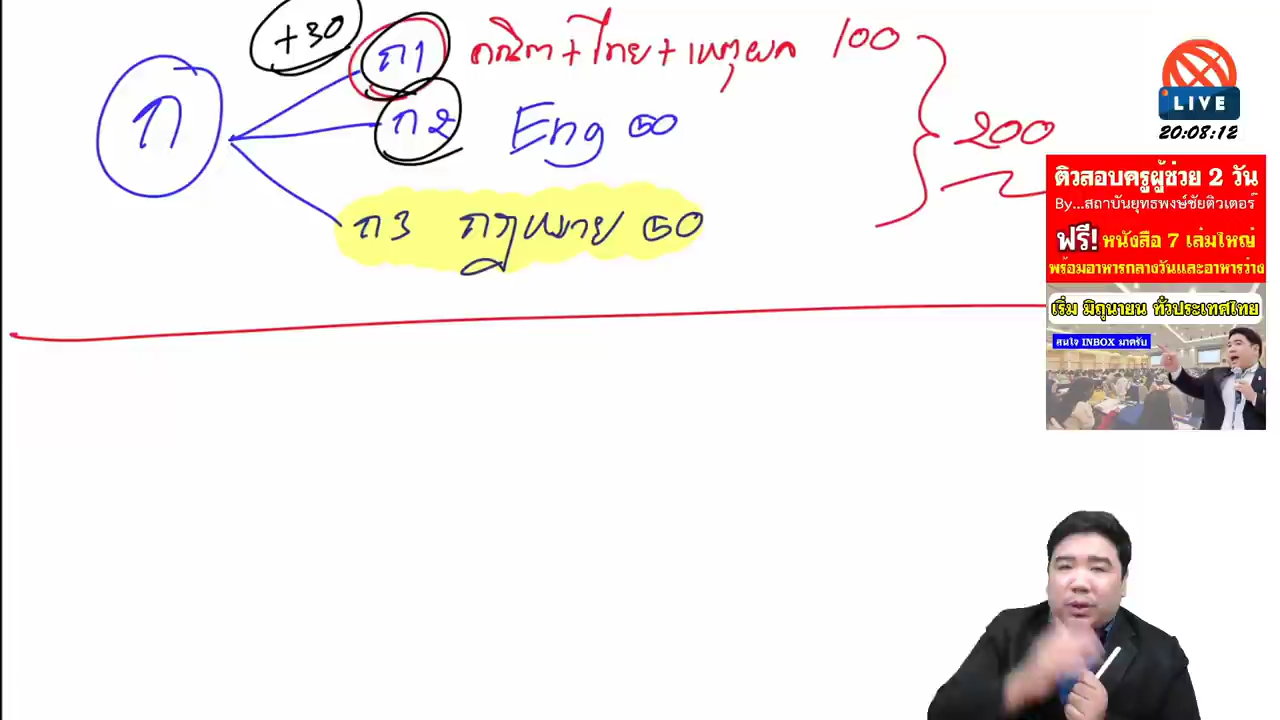 +30
ก
ก1 คณิต+ไทย+เหตุผล 100
ก2 Eng 50
ก3 กฎหมาย 50
200
LIVE
20:08:12
ติวสอบครูผู้ช่วย 2 วัน
By...สถาบันยุทธพงษ์ชัยติวเตอร์
ฟรี! หนังสือ 7 เล่มใหญ่
พร้อมอาหารกลางวันและอาหารว่าง
เริ่ม มิถุนายน ทั่วประเทศไทย
สนใจ INBOX มาครับ